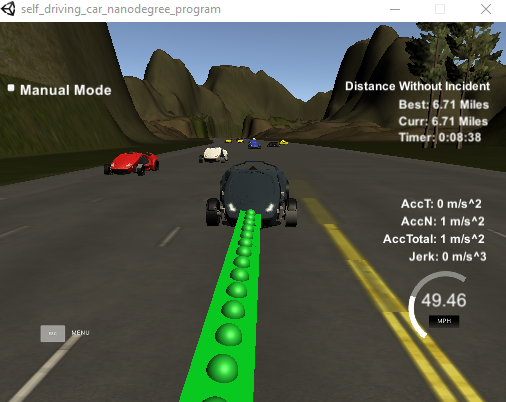 self_driving_car_nanodegree_program
Manual Mode
Distance Without Incident
Best: 6.71 Miles
Curr: 6.71 Miles
Timer: 0:08:38
AccT: 0 m/s^2
AccN: 1 m/s^2
AccTotal: 1 m/s^2
Jerk: 0 m/s^3
49.46
MPH
MENU